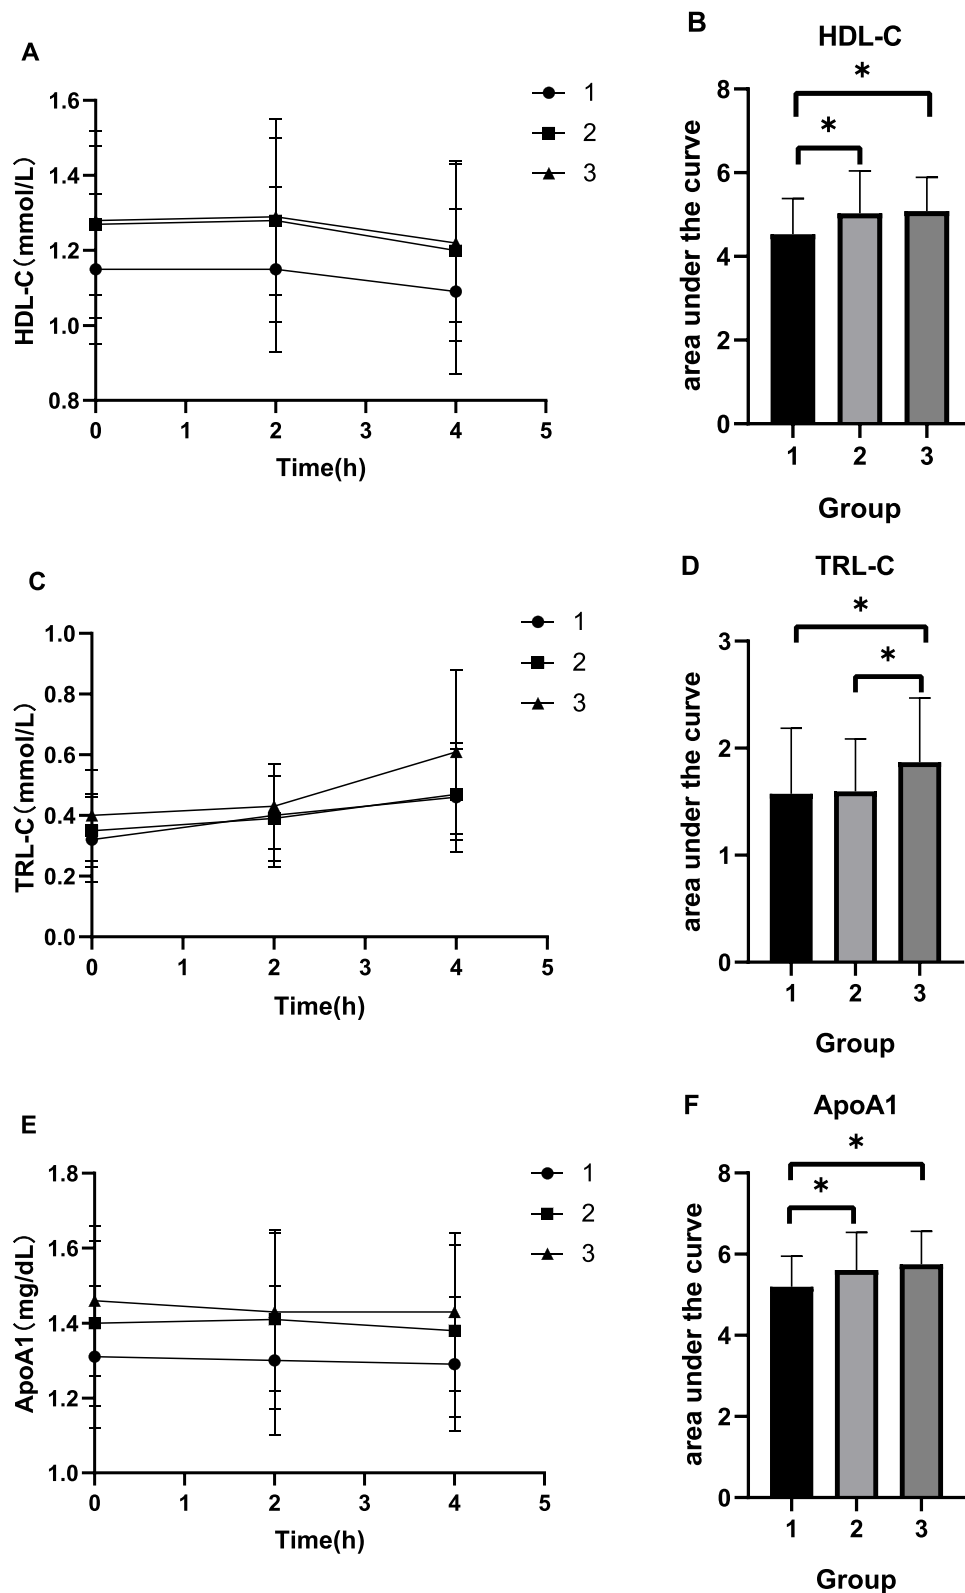 A
1
2
3
HDL-C（mmol/L）
1.6
1.4
1.2
1.0
0.8
0 1 2 3 4 5
Time(h)
B
HDL-C
*
*
area under the curve
8
6
4
2
0
1 2 3
Group
C
1
2
3
TRL-C（mmol/L）
1.0
0.8
0.6
0.4
0.2
0.0
0 1 2 3 4 5
Time(h)
D
TRL-C
*
*
area under the curve
3
2
1
0
1 2 3
Group
E
1
2
3
ApoA1（mg/dL）
1.8
1.6
1.4
1.2
1.0
0 1 2 3 4 5
Time(h)
F
ApoA1
*
*
area under the curve
8
6
4
2
0
1 2 3
Group